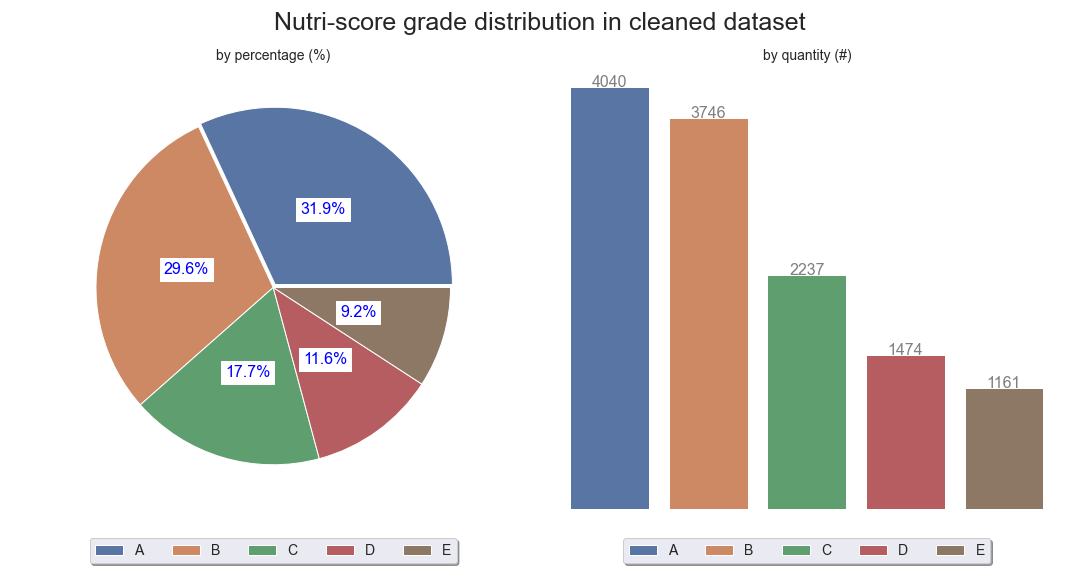 Nutri-score grade distribution in cleaned dataset
by percentage (%)
31.9%
29.6%
9.2%
11.6%
17.7%
A B C D E
by quantity (#)
4040
3746
2237
1474
1161
A B C D E